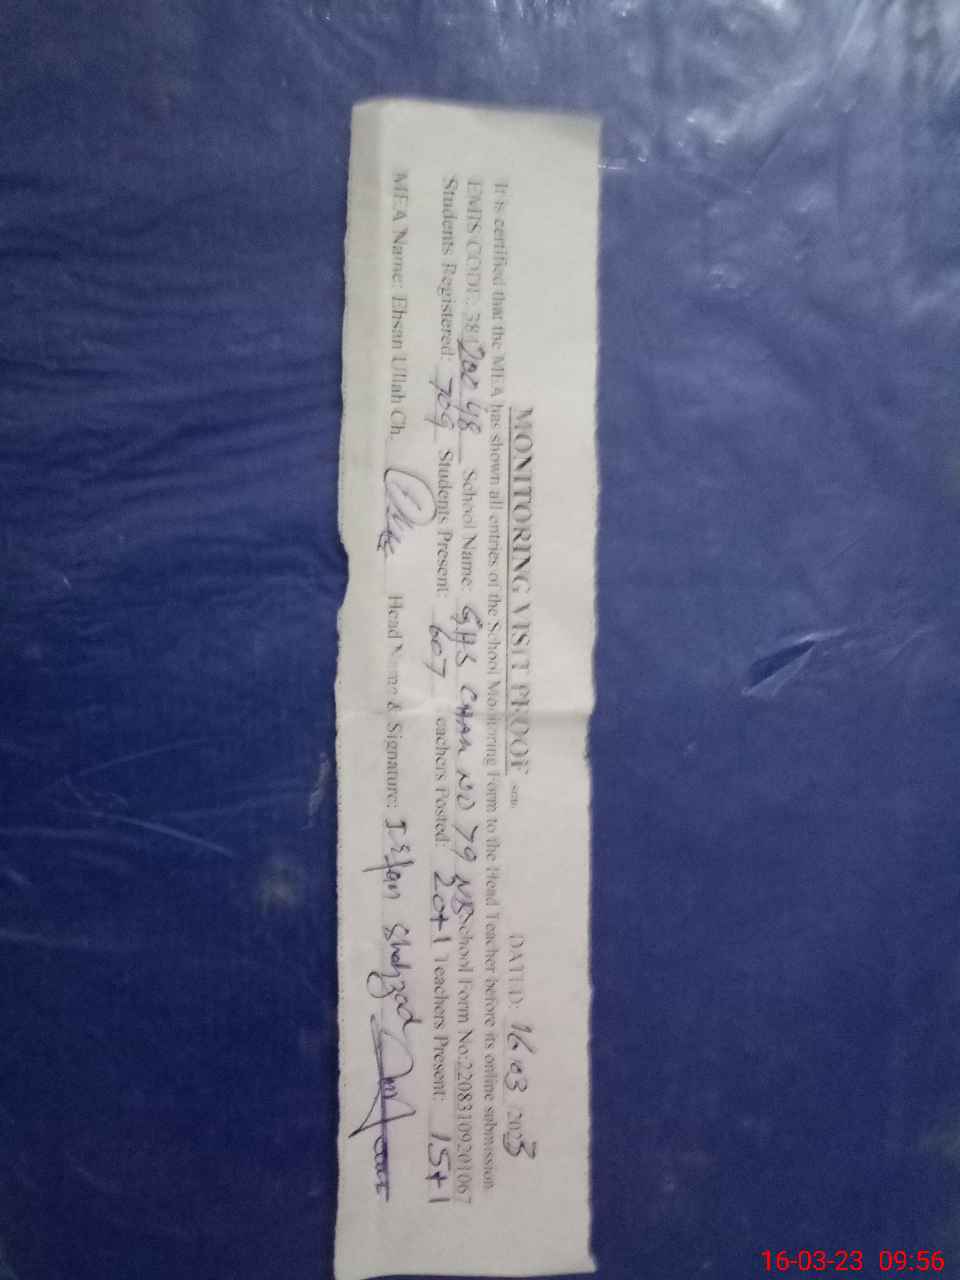 MONITORING VISIT PROOF DATED: 16.03.2023
It is certified that the MEA has shown all entries of the School Monitoring Form to the Head Teacher before its online submission
EMIS CODE: 38120048 School Name: GHS CHAK NO 79 NB School Form No:22083109201067
Students Registered: 709 Students Present: 607 Teachers Posted: 20+1 Teachers Present: 15+1
MEA Name: Ehsan Ullah Ch. Head Name & Signature: Irfan Shahzad
16-03-23 09:56